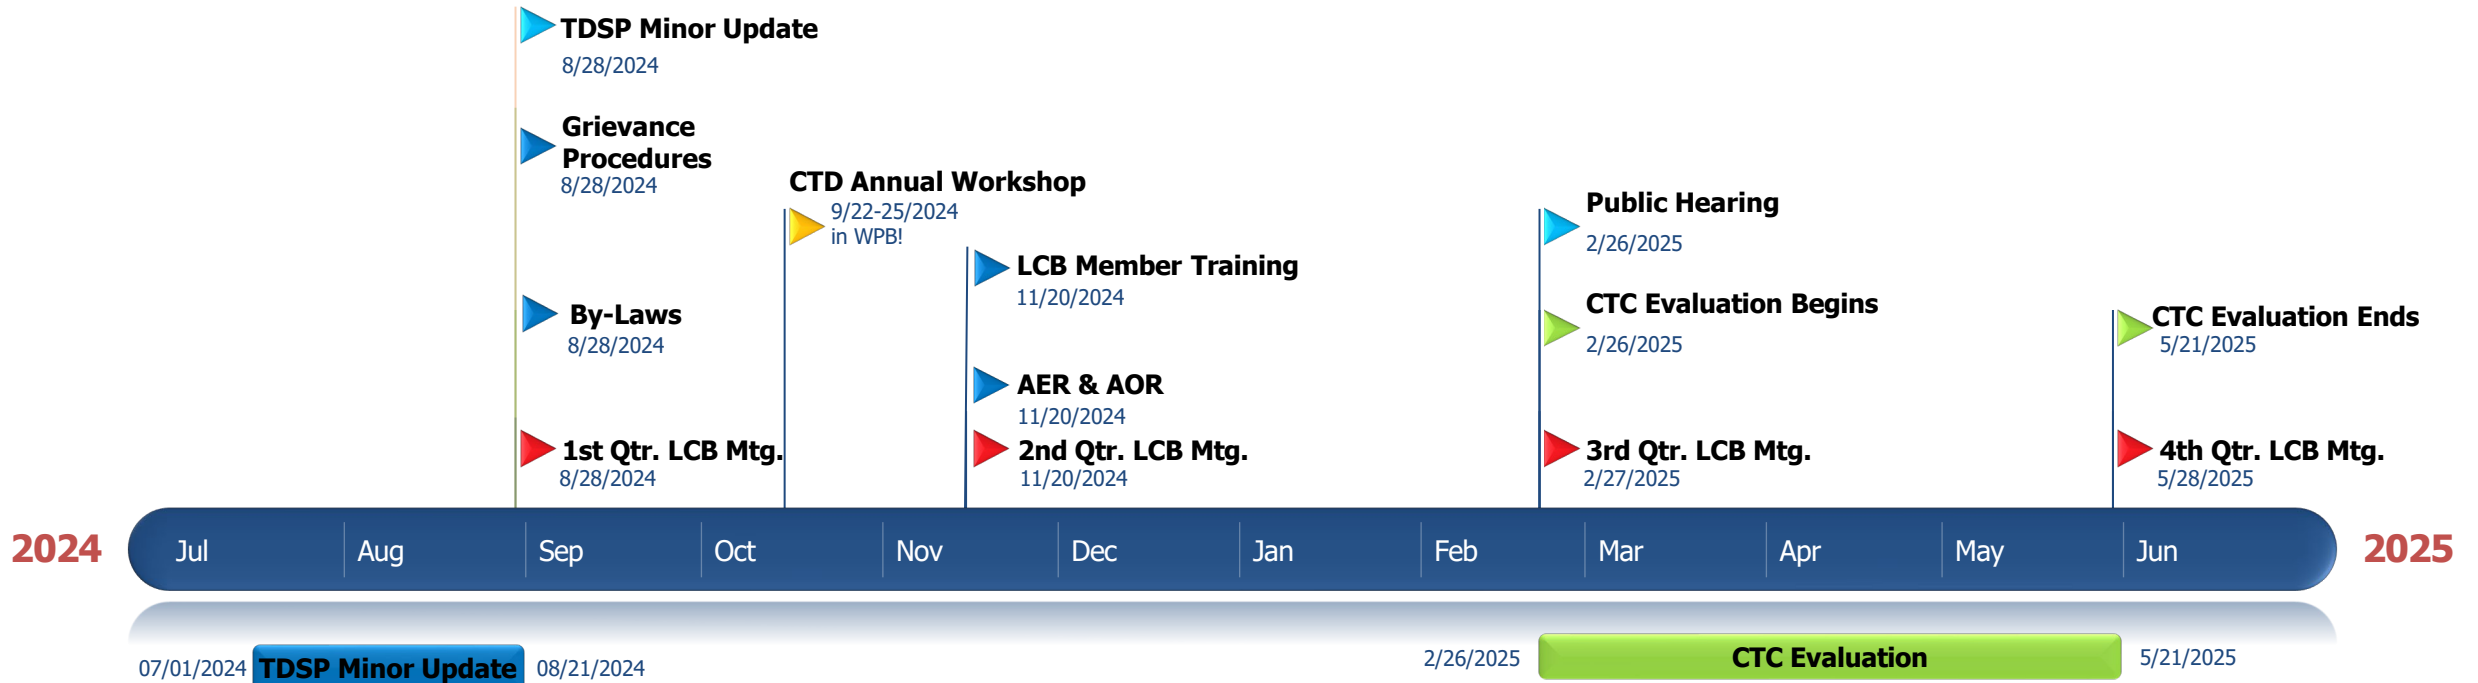 TDSP Minor Update
8/28/2024
Grievance
Procedures
8/28/2024
By-Laws
8/28/2024
1st Qtr. LCB Mtg.
8/28/2024
CTD Annual Workshop
9/22-25/2024
in WPB!
LCB Member Training
11/20/2024
AER & AOR
11/20/2024
2nd Qtr. LCB Mtg.
11/20/2024
Public Hearing
2/26/2025
CTC Evaluation Begins
2/26/2025
3rd Qtr. LCB Mtg.
2/27/2025
CTC Evaluation Ends
5/21/2025
4th Qtr. LCB Mtg.
5/28/2025
2024 Jul Aug Sep Oct Nov Dec Jan Feb Mar Apr May Jun 2025
07/01/2024 TDSP Minor Update 08/21/2024
2/26/2025 CTC Evaluation 5/21/2025